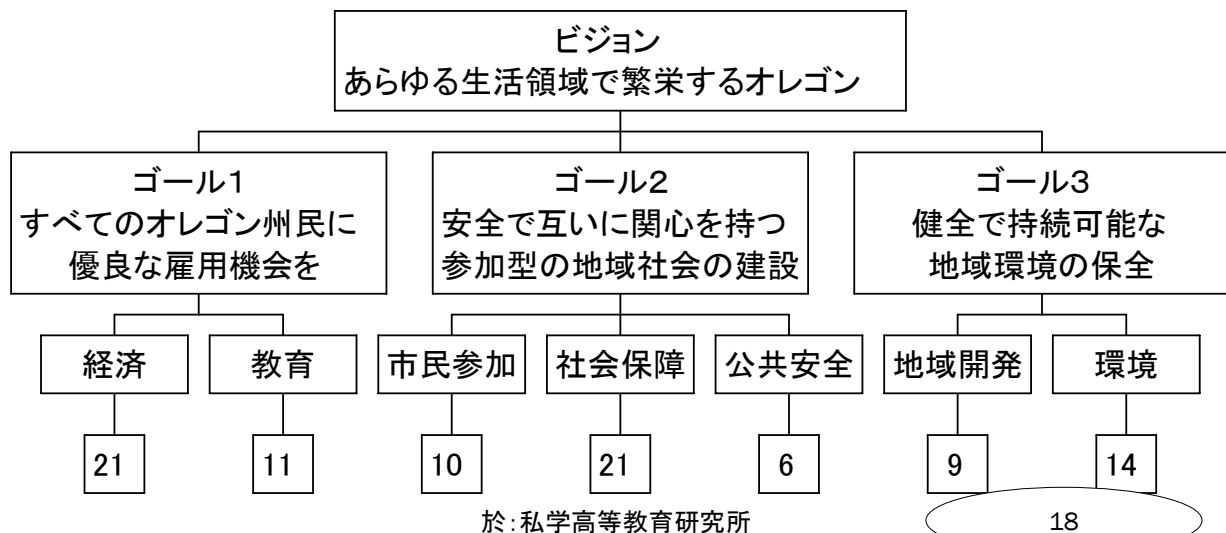 ビジョン
あらゆる生活領域で繁栄するオレゴン
ゴール1
すべてのオレゴン州民に
優良な雇用機会を
ゴール2
安全で互いに関心を持つ
参加型の地域社会の建設
ゴール3
健全で持続可能な
地域環境の保全
経済
教育
市民参加
社会保障
公共安全
地域開発
環境
21
11
10
21
6
9
14
於:私学高等教育研究所
18